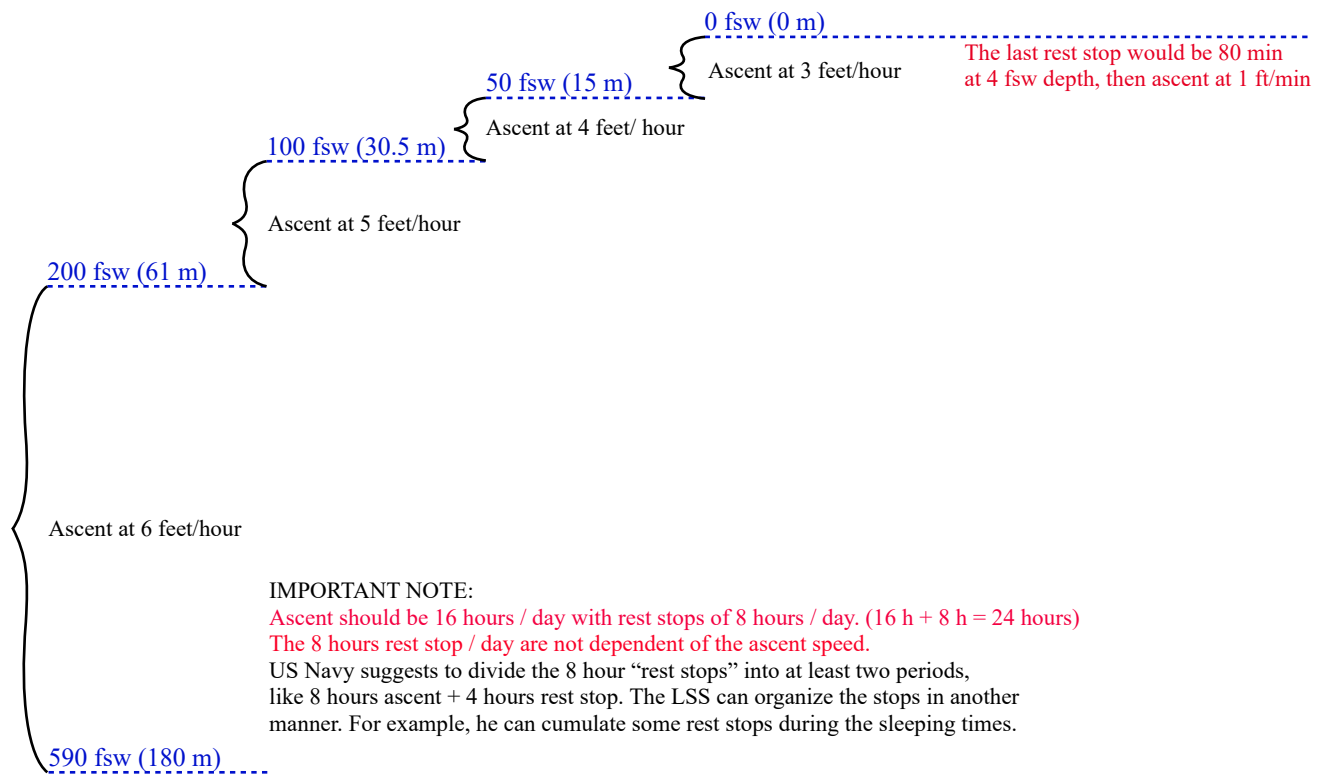 0 fsw (0 m)
The last rest stop would be 80 min
at 4 fsw depth, then ascent at 1 ft/min
Ascent at 3 feet/hour
50 fsw (15 m)
Ascent at 4 feet/ hour
100 fsw (30.5 m)
Ascent at 5 feet/hour
200 fsw (61 m)
Ascent at 6 feet/hour
IMPORTANT NOTE:
Ascent should be 16 hours / day with rest stops of 8 hours / day. (16 h + 8 h = 24 hours)
The 8 hours rest stop / day are not dependent of the ascent speed.
US Navy suggests to divide the 8 hour “rest stops” into at least two periods,
like 8 hours ascent + 4 hours rest stop. The LSS can organize the stops in another
manner. For example, he can cumulate some rest stops during the sleeping times.
590 fsw (180 m)